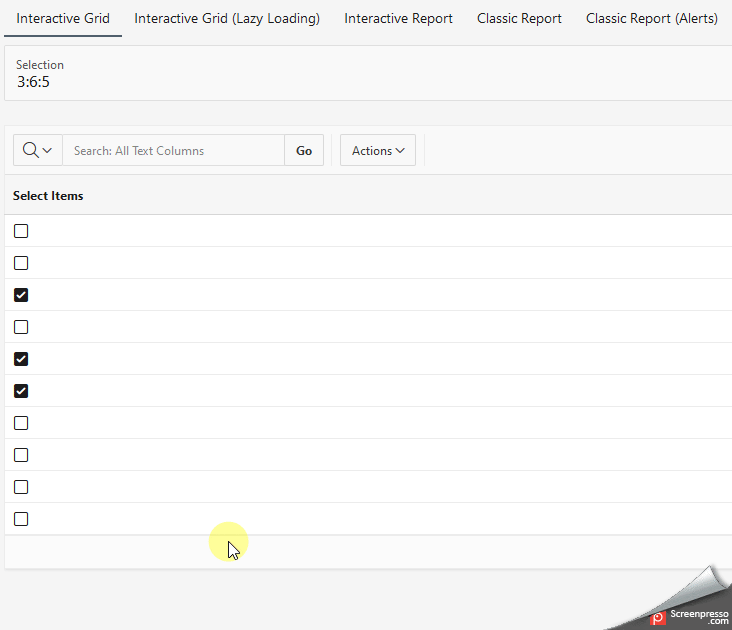 Interactive Grid Interactive Grid (Lazy Loading) Interactive Report Classic Report Classic Report (Alerts)
Selection
3:6:5
Search: All Text Columns Go Actions
Select Items
Screenpresso
.com